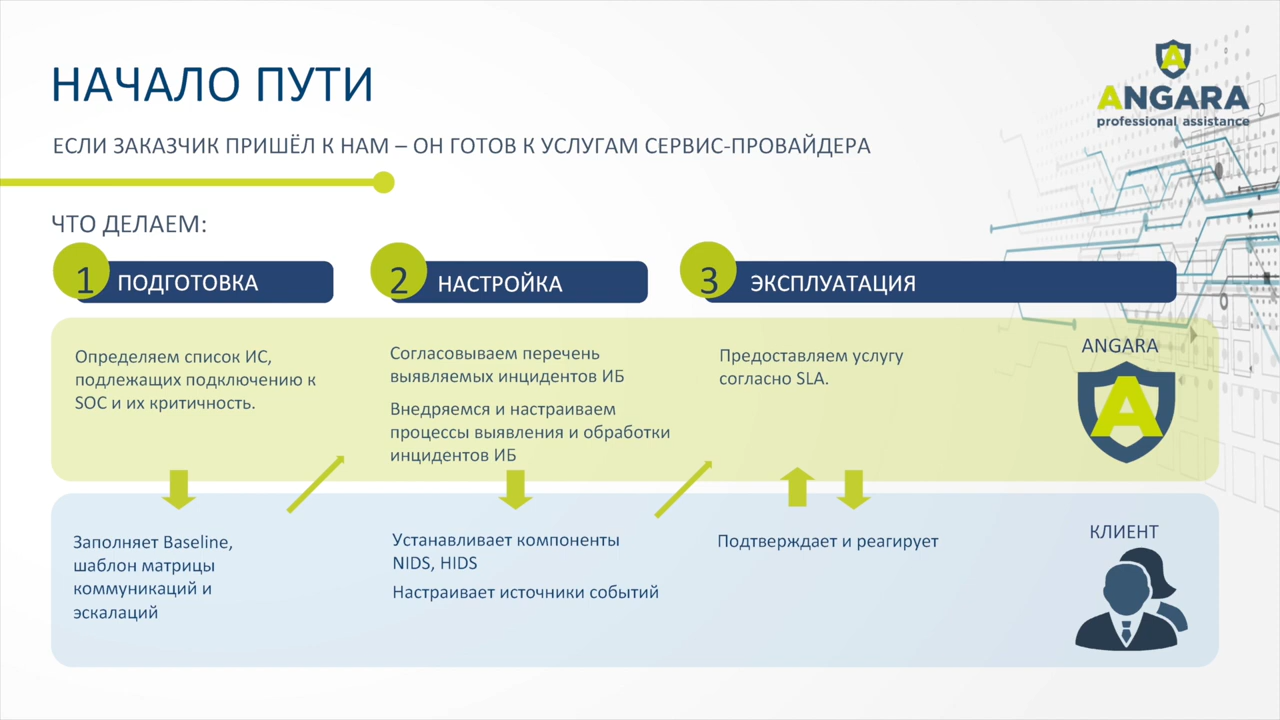 НАЧАЛО ПУТИ
ANGARA
professional assistance
ЕСЛИ ЗАКАЗЧИК ПРИШЁЛ К НАМ – ОН ГОТОВ К УСЛУГАМ СЕРВИС-ПРОВАЙДЕРА
ЧТО ДЕЛАЕМ:
1 ПОДГОТОВКА
2 НАСТРОЙКА
3 ЭКСПЛУАТАЦИЯ
Определяем список ИС,
подлежащих подключению к
SOC и их критичность.
Согласовываем перечень
выявляемых инцидентов ИБ
Внедряемся и настраиваем
процессы выявления и обработки
инцидентов ИБ
Предоставляем услугу
согласно SLA.
ANGARA
A
Заполняет Baseline,
шаблон матрицы
коммуникаций и
эскалаций
Устанавливает компоненты
NIDS, HIDS
Настраивает источники событий
Подтверждает и реагирует
КЛИЕНТ